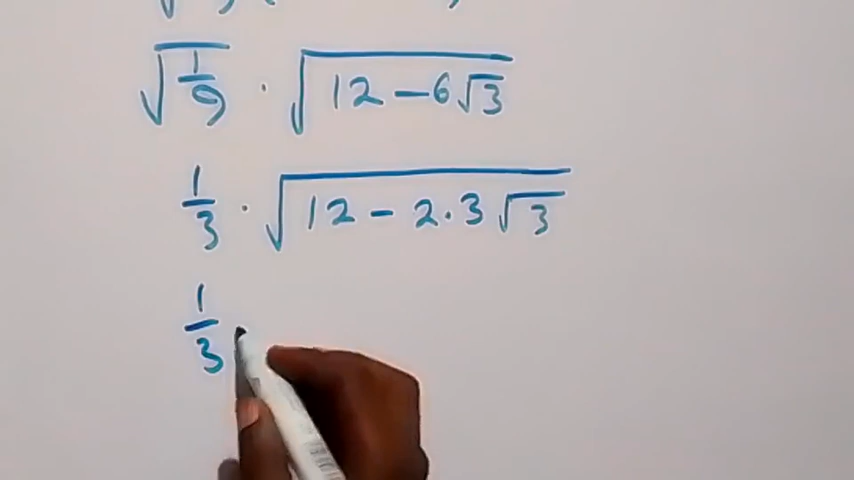 √(1/9) · √(12 - 6√3)
1/3 · √(12 - 2·3√3)
1/3